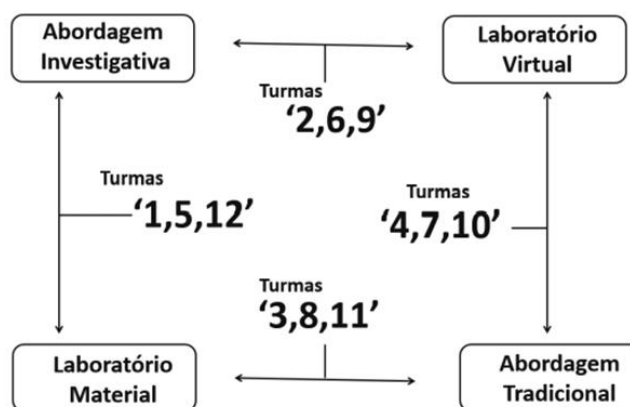 Abordagem
Investigativa
Laboratório
Virtual
Turmas
‘2,6,9’
Turmas
‘1,5,12’
Turmas
‘4,7,10’
Turmas
‘3,8,11’
Laboratório
Material
Abordagem
Tradicional